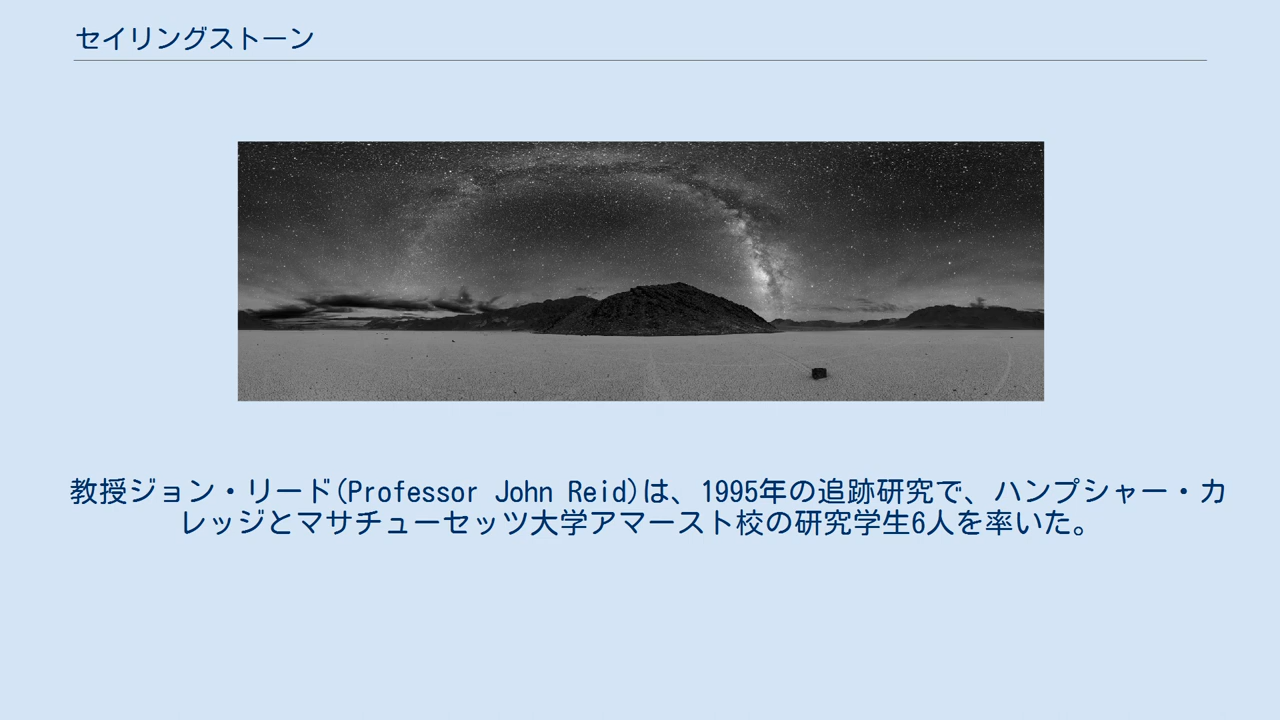 セイリングストーン
教授ジョン・リード(Professor John Reid)は、1995年の追跡研究で、ハンプシャー・カ
レッジとマサチューセッツ大学アマースト校の研究学生6人を率いた。